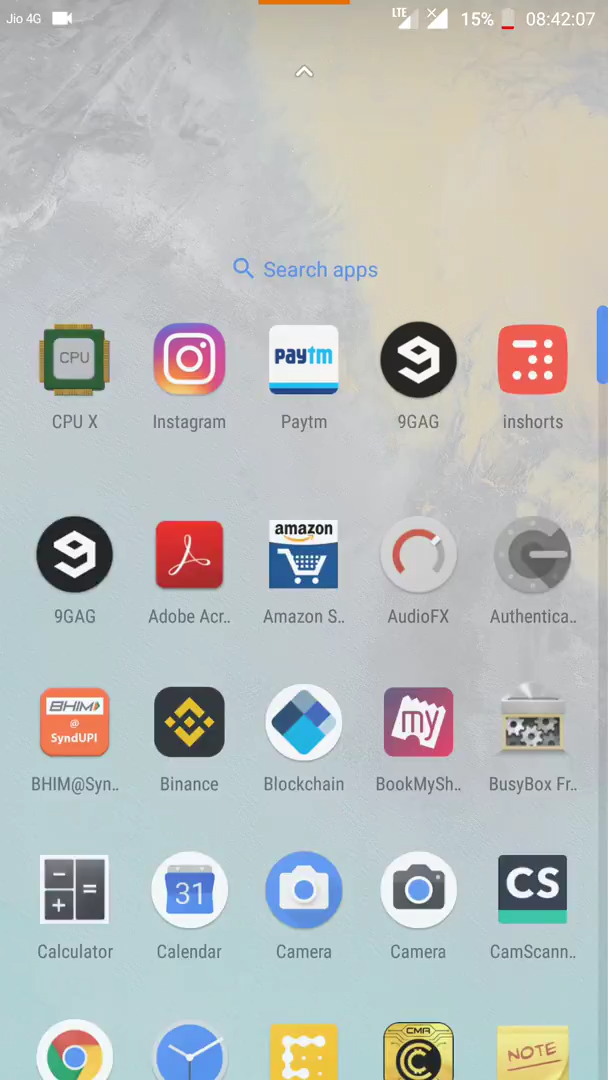 Jio 4G LTE 15% 08:42:07
Search apps
CPU
paytm
CPU X Instagram Paytm 9GAG inshorts
amazon
9GAG Adobe Acr.. Amazon S.. AudioFX Authentica..
BHIM
@
SyndUPI
my
BHIM@Syn.. Binance Blockchain BookMySh.. BusyBox Fr..
31
CS
Calculator Calendar Camera Camera CamScann..
CMR
NOTE